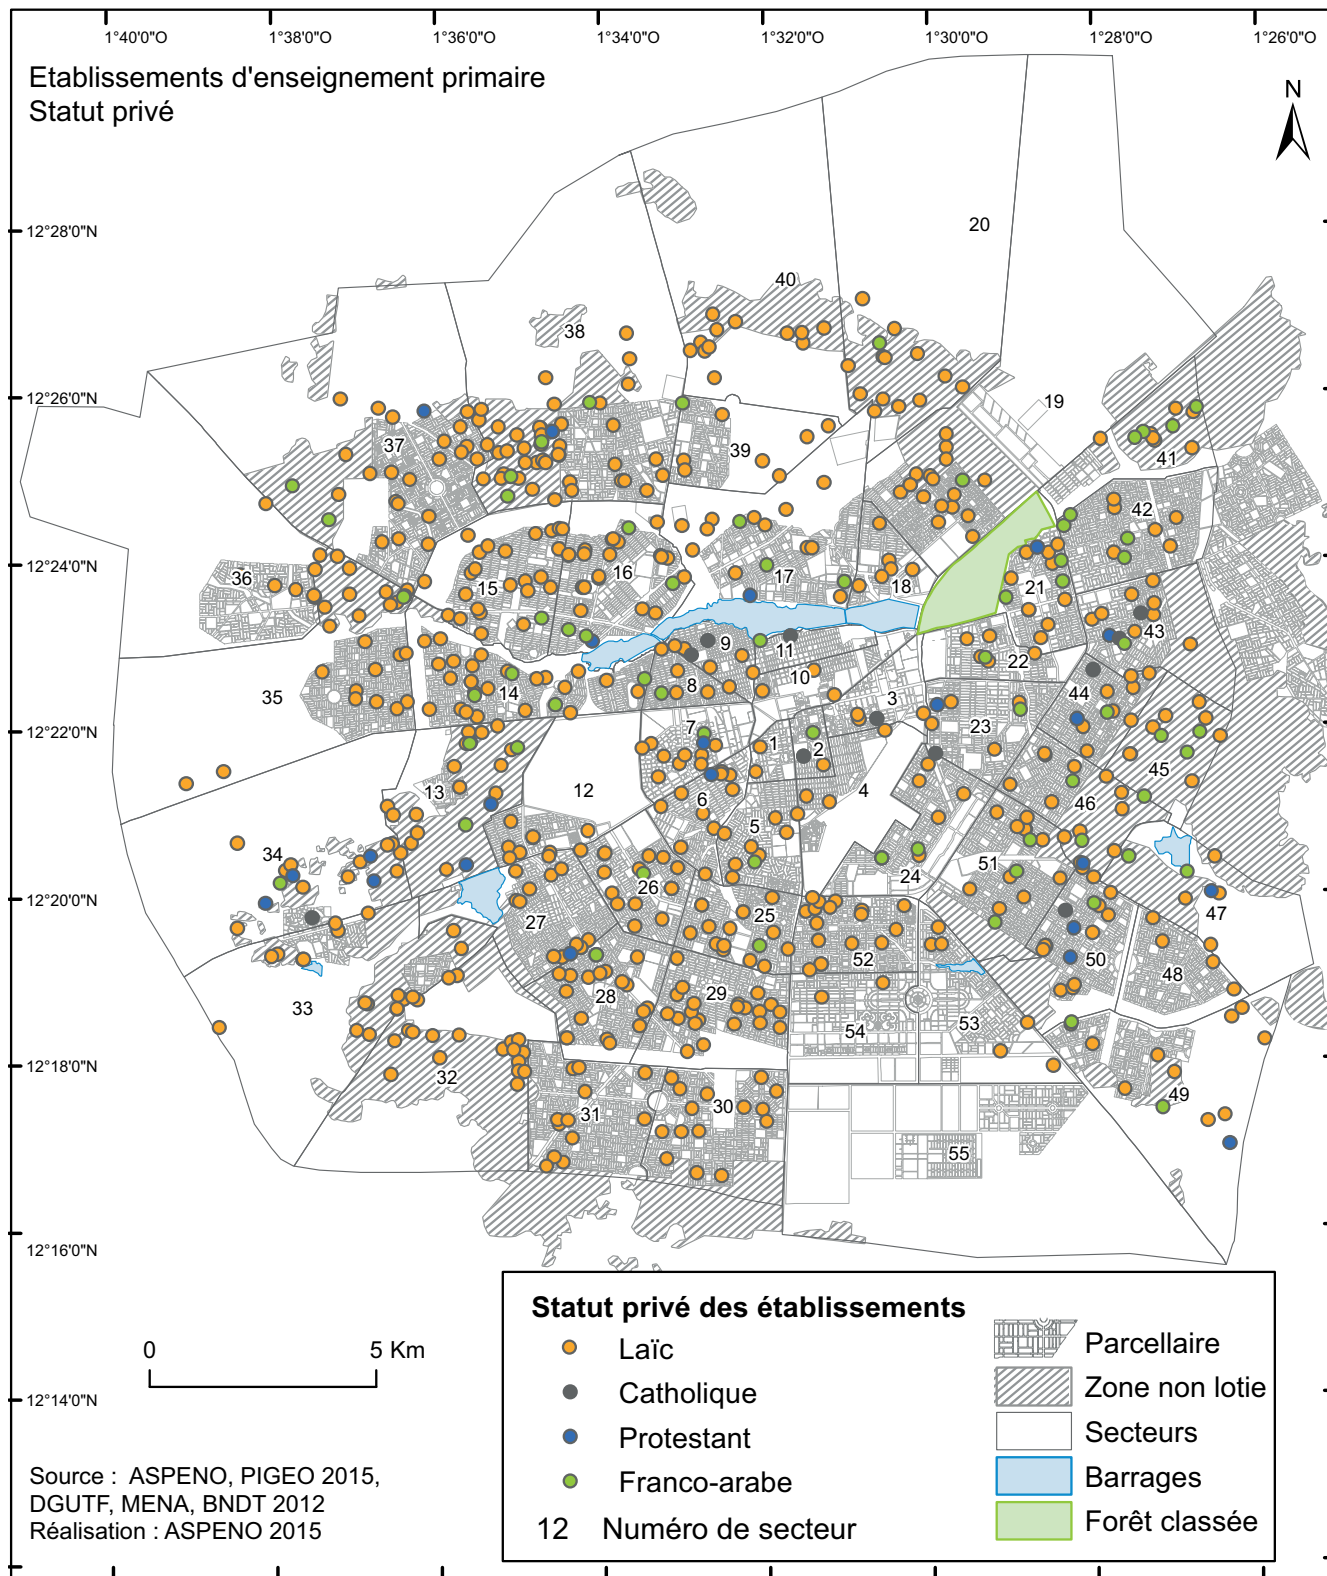 1°40'0"O 1°38'0"O 1°36'0"O 1°34'0"O 1°32'0"O 1°30'0"O 1°28'0"O 1°26'0"O
Etablissements d'enseignement primaire
Statut privé
N
20
12°28'0"N
40
38
12°26'0"N
19
37
39
41
42
12°24'0"N
36
15
16
17
18
21
43
9
11
22
35
14
8
10
3
44
12°22'0"N
7
1
2
23
45
13
12
6
4
46
5
34
51
12°20'0"N
26
24
47
27
25
52
50
48
33
28
29
54
53
12°18'0"N
32
31
30
49
55
12°16'0"N
Statut privé des établissements
Laïc
Catholique
Protestant
Franco-arabe
12 Numéro de secteur
Parcellaire
Zone non lotie
Secteurs
Barrages
Forêt classée
0 5 Km
12°14'0"N
Source : ASPENO, PIGEO 2015,
DGUTF, MENA, BNDT 2012
Réalisation : ASPENO 2015